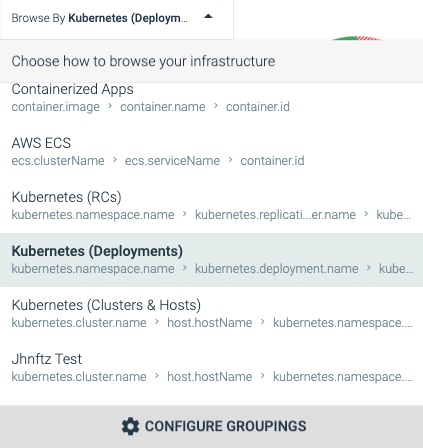 Browse By Kubernetes (Deploym...
Choose how to browse your infrastructure
Containerized Apps
container.image > container.name > container.id
AWS ECS
ecs.clusterName > ecs.serviceName > container.id
Kubernetes (RCs)
kubernetes.namespace.name > kubernetes.replicati...er.name > kube...
Kubernetes (Deployments)
kubernetes.namespace.name > kubernetes.deployment.name > kube...
Kubernetes (Clusters & Hosts)
kubernetes.cluster.name > host.hostName > kubernetes.namespace....
Jhnftz Test
kubernetes.cluster.name > host.hostName > kubernetes.namespace....
CONFIGURE GROUPINGS